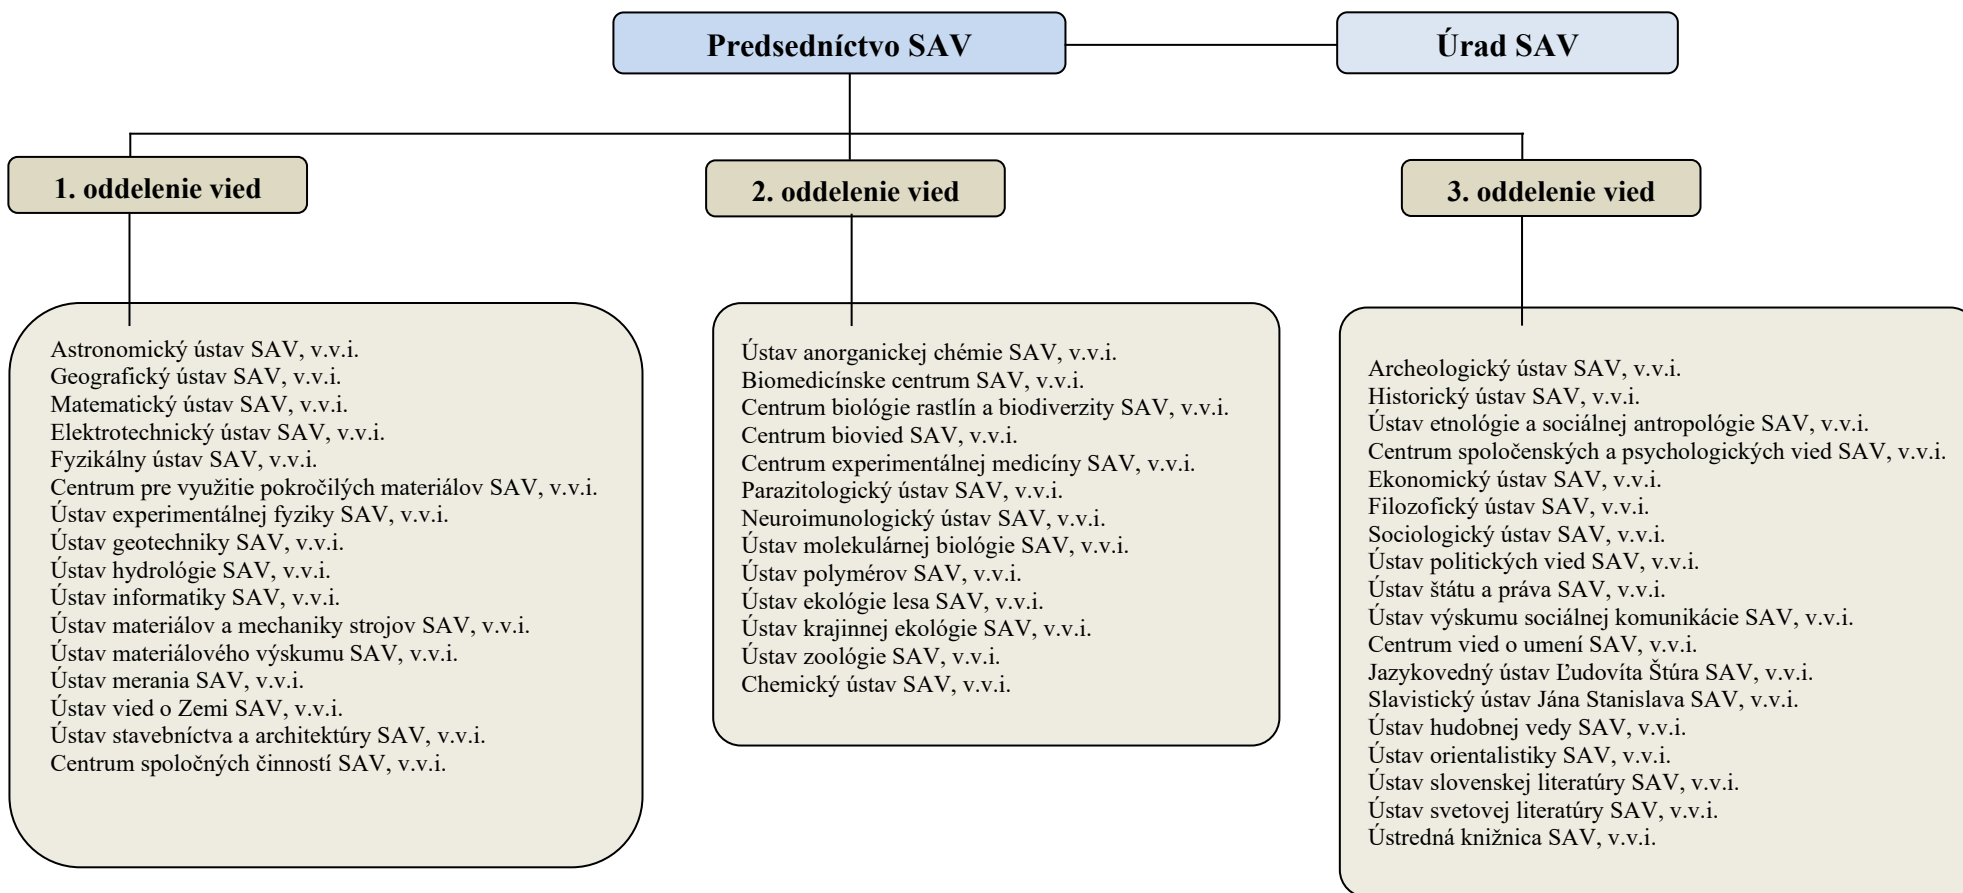 Predsedníctvo SAV
Úrad SAV
1. oddelenie vied
2. oddelenie vied
3. oddelenie vied
Astronomický ústav SAV, v.v.i.
Geografický ústav SAV, v.v.i.
Matematický ústav SAV, v.v.i.
Elektrotechnický ústav SAV, v.v.i.
Fyzikálny ústav SAV, v.v.i.
Centrum pre využitie pokročilých materiálov SAV, v.v.i.
Ústav experimentálnej fyziky SAV, v.v.i.
Ústav geotechniky SAV, v.v.i.
Ústav hydrológie SAV, v.v.i.
Ústav informatiky SAV, v.v.i.
Ústav materiálov a mechaniky strojov SAV, v.v.i.
Ústav materiálového výskumu SAV, v.v.i.
Ústav merania SAV, v.v.i.
Ústav vied o Zemi SAV, v.v.i.
Ústav stavebníctva a architektúry SAV, v.v.i.
Centrum spoločných činností SAV, v.v.i.
Ústav anorganickej chémie SAV, v.v.i.
Biomedicínske centrum SAV, v.v.i.
Centrum biológie rastlín a biodiverzity SAV, v.v.i.
Centrum biovied SAV, v.v.i.
Centrum experimentálnej medicíny SAV, v.v.i.
Parazitologický ústav SAV, v.v.i.
Neuroimunologický ústav SAV, v.v.i.
Ústav molekulárnej biológie SAV, v.v.i.
Ústav polymérov SAV, v.v.i.
Ústav ekológie lesa SAV, v.v.i.
Ústav krajinnej ekológie SAV, v.v.i.
Ústav zoológie SAV, v.v.i.
Chemický ústav SAV, v.v.i.
Archeologický ústav SAV, v.v.i.
Historický ústav SAV, v.v.i.
Ústav etnológie a sociálnej antropológie SAV, v.v.i.
Centrum spoločenských a psychologických vied SAV, v.v.i.
Ekonomický ústav SAV, v.v.i.
Filozofický ústav SAV, v.v.i.
Sociologický ústav SAV, v.v.i.
Ústav politických vied SAV, v.v.i.
Ústav štátu a práva SAV, v.v.i.
Ústav výskumu sociálnej komunikácie SAV, v.v.i.
Centrum vied o umení SAV, v.v.i.
Jazykovedný ústav Ľudovíta Štúra SAV, v.v.i.
Slavistický ústav Jána Stanislava SAV, v.v.i.
Ústav hudobnej vedy SAV, v.v.i.
Ústav orientalistiky SAV, v.v.i.
Ústav slovenskej literatúry SAV, v.v.i.
Ústav svetovej literatúry SAV, v.v.i.
Ústredná knižnica SAV, v.v.i.